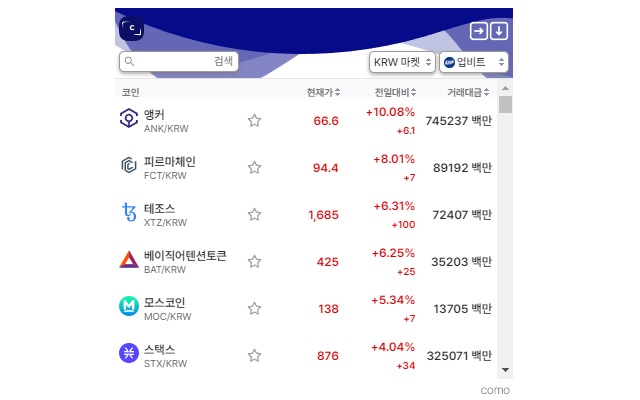 C
검색
KRW 마켓
UP 업비트
코인 현재가 전일대비 거래대금
앵커 66.6 +10.08% 745237 백만
ANK/KRW +6.1
피르마체인 94.4 +8.01% 89192 백만
FCT/KRW +7
테조스 1,685 +6.31% 72407 백만
XTZ/KRW +100
베이직어텐션토큰 425 +6.25% 35203 백만
BAT/KRW +25
모스코인 138 +5.34% 13705 백만
MOC/KRW +7
스택스 876 +4.04% 325071 백만
STX/KRW +34
como